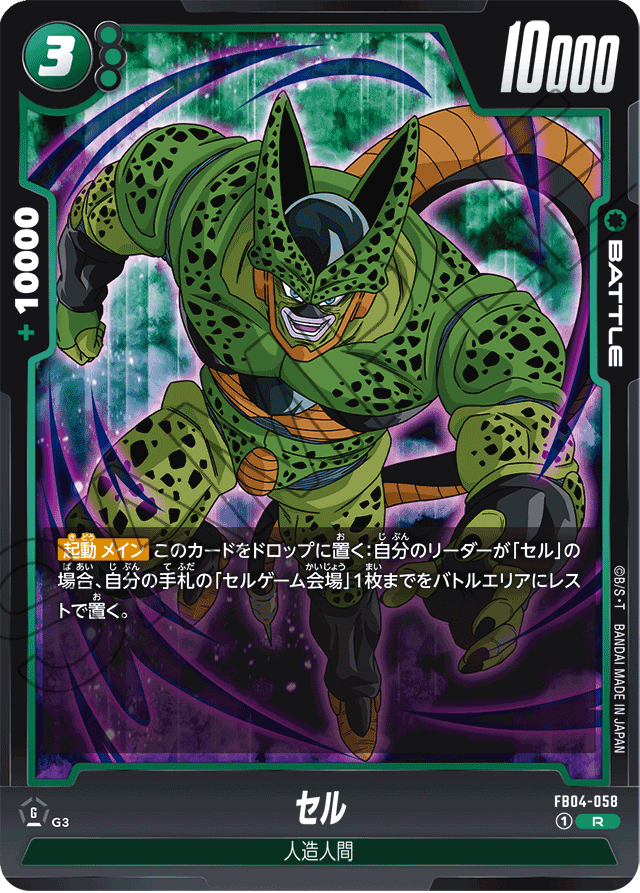 3
10000
+10000
BATTLE
起動 メイン このカードをドロップに置く:自分のリーダーが「セル」の
場合、自分の手札の「セルゲーム会場」1枚までをバトルエリアにレス
トで置く。
©B/S・T BANDAI MADE IN JAPAN
セル
FB04-058
G
G3
1 R
人造人間
SAMPLE